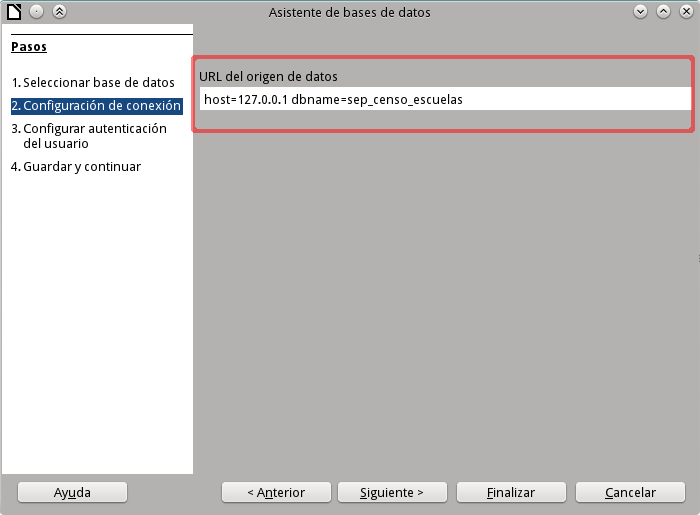 Asistente de bases de datos
Pasos
1. Seleccionar base de datos
2. Configuración de conexión
3. Configurar autenticación
del usuario
4. Guardar y continuar
URL del origen de datos
host=127.0.0.1 dbname=sep_censo_escuelas
Ayuda
< Anterior
Siguiente >
Finalizar
Cancelar